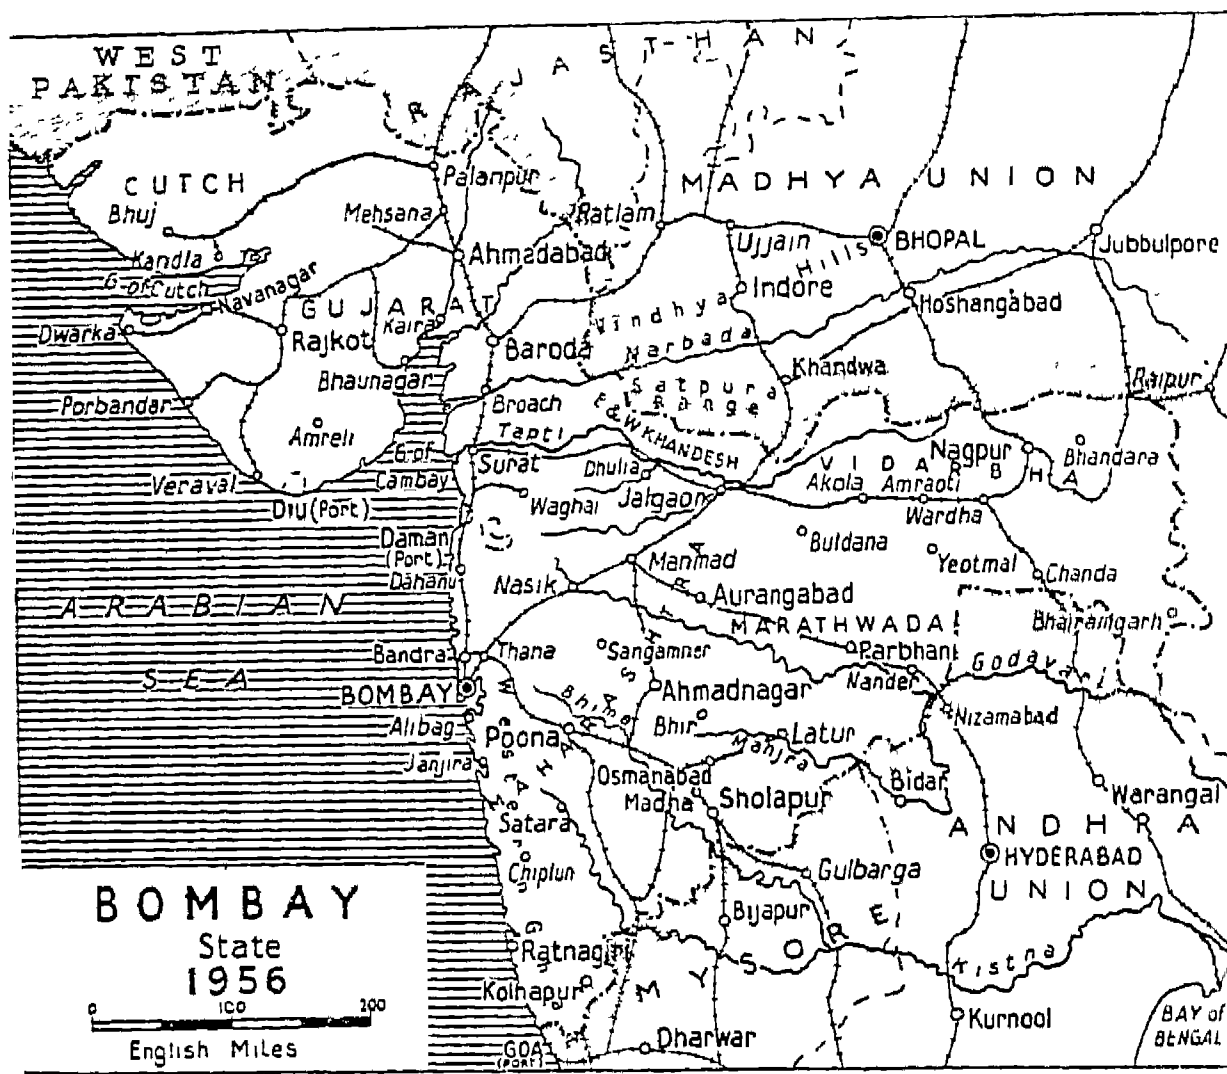 WEST
PAKISTAN
RAJASTHAN
CUTCH
Bhuj
Palanpur
MADHYA UNION
Mehsana
Ratlam
Ujjain
BHOPAL
Jubbulpore
Kandla
Ahmadabad
Hills
G-of Cutch
Navanagar
Indore
Hoshangabad
GUJARAT
Kaira
Vindhya
Dwarka
Rajkot
Baroda
Narbada
Bhaunagar
Khandwa
Raipur
Satpura
Range
Porbandar
Broach
Amreli
E & W KHANDESH
Tapti
G-of
Cambay
Surat
Dhulia
Nagpur
Bhandara
VIDARBHA
Veraval
Jalgaon
Akola
Amraoti
Diu (Port)
Waghai
Wardha
Daman
(Port)
Buldana
Yeotmal
Dahanu
Nasik
Manmad
Chanda
Aurangabad
ARABIAN
SEA
MARATHWADA
Bhairamgarh
MAHARASHTRA
Bandra
Thana
Sangamner
Parbhani
Godavari
BOMBAY
Bhima
Ahmadnagar
Nander
Western Ghats
Alibag
Poona
Bhir
Latur
Nizamabad
Manjra
Janjira
Osmanabad
Bidar
Warangal
Madha
Sholapur
Satara
ANDHRA
UNION
HYDERABAD
Chiplun
Gulbarga
Bijapur
Ratnagiri
MYSORE
Kistna
Kolhapur
Kurnool
BAY of
BENGAL
GOA
(PORT)
Dharwar
BOMBAY
State
1956
0 100 200
English Miles